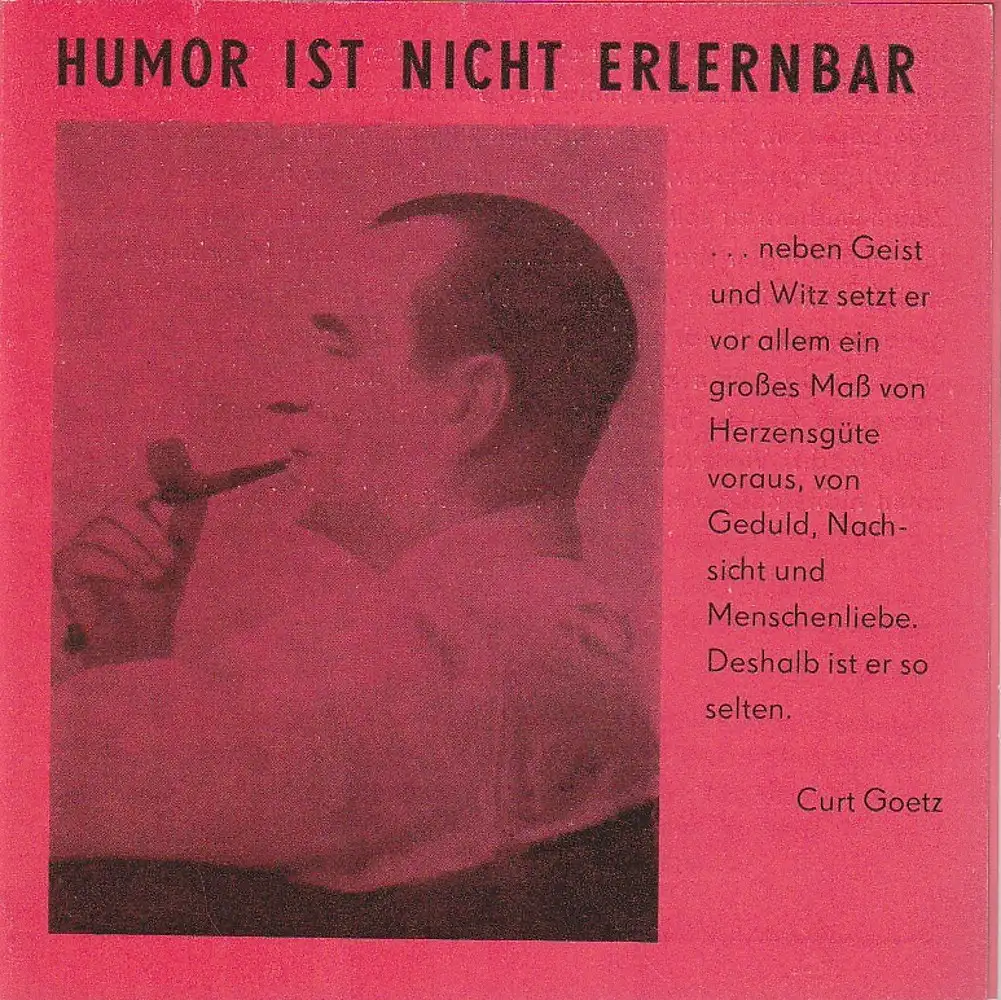 HUMOR IST NICHT ERLERNBAR
... neben Geist
und Witz setzt er
vor allem ein
großes Maß von
Herzensgüte
voraus, von
Geduld, Nach-
sicht und
Menschenliebe.
Deshalb ist er so
selten.
Curt Goetz